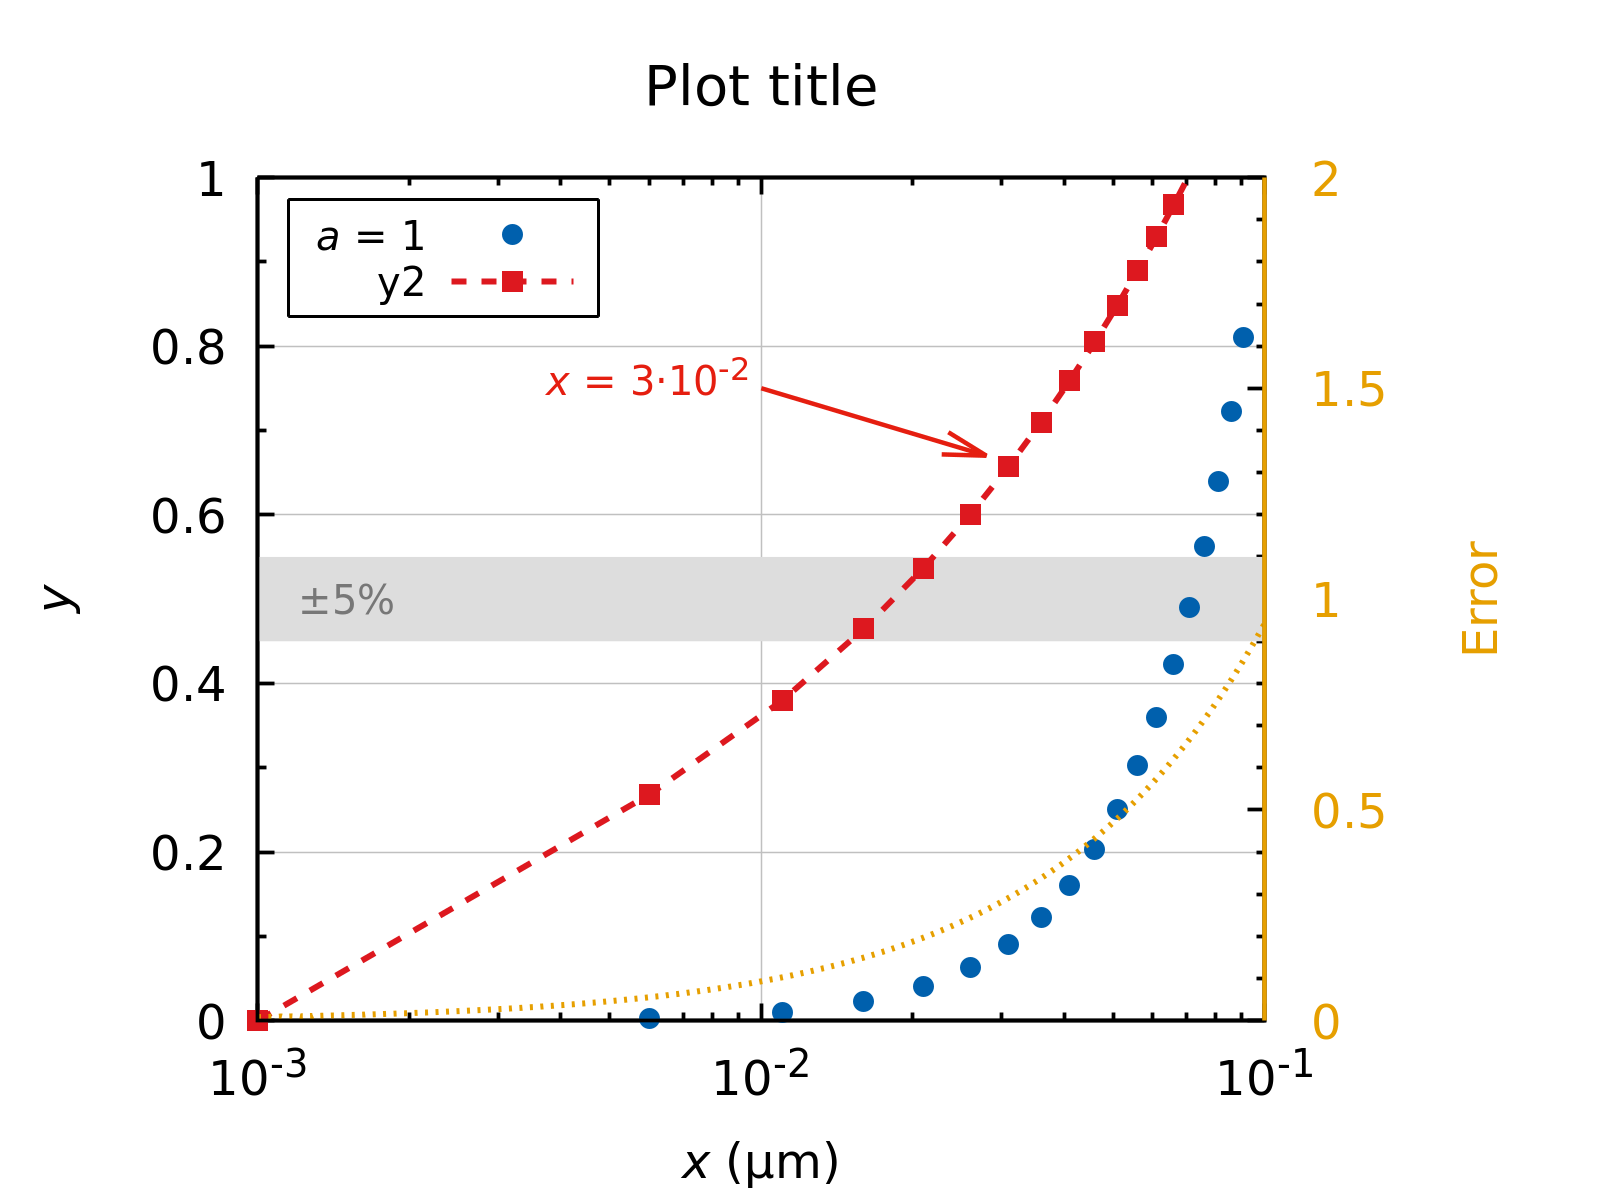 Plot title
1
2
a = 1
y2
0.8
x = 3·10⁻²
1.5
0.6
±5%
1
y
Error
0.4
0.5
0.2
0
0
10⁻³
10⁻²
10⁻¹
x (μm)